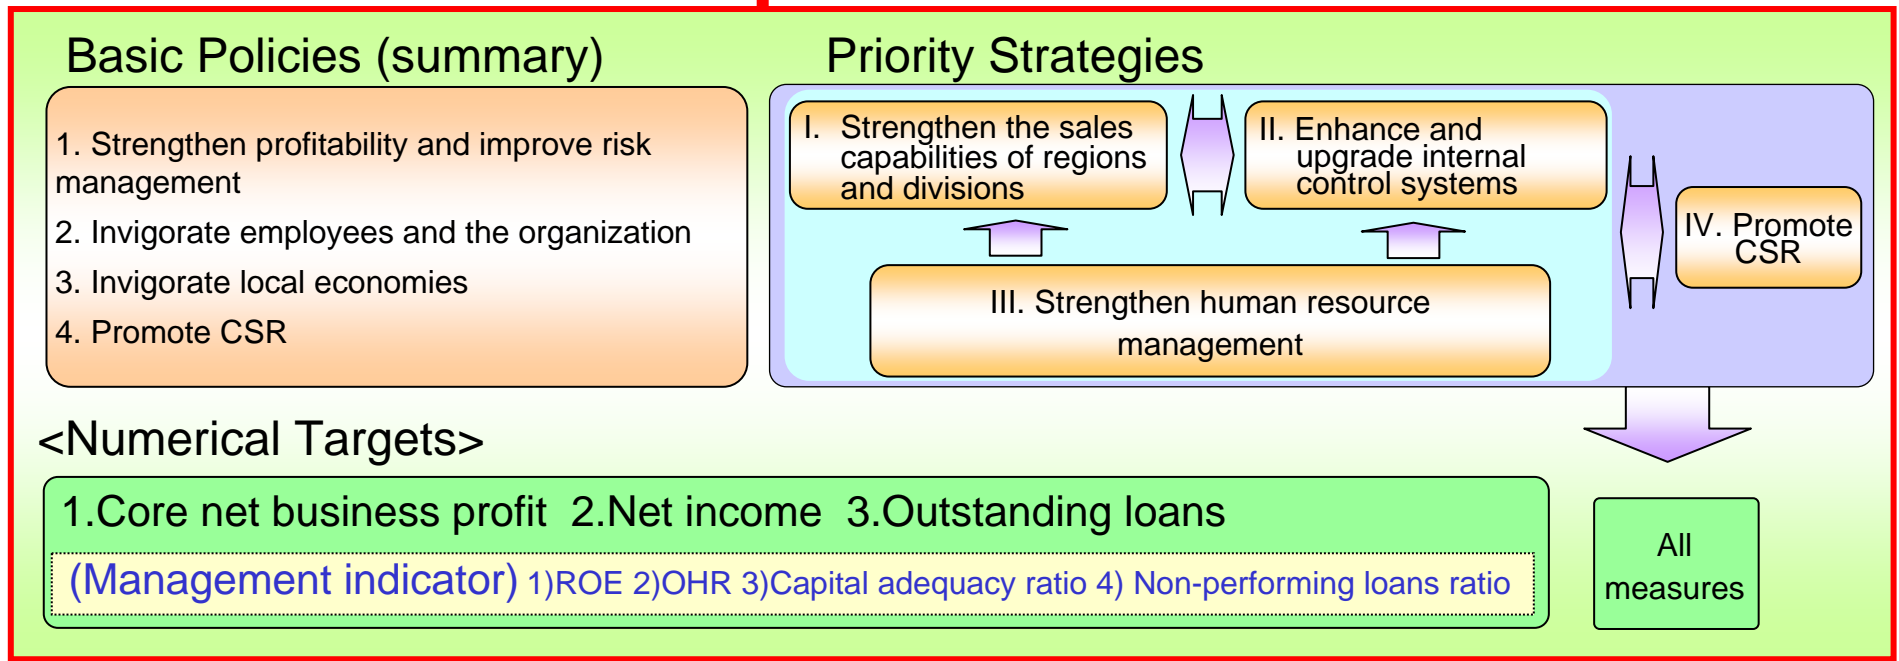 Basic Policies (summary)
1. Strengthen profitability and improve risk
management
2. Invigorate employees and the organization
3. Invigorate local economies
4. Promote CSR
Priority Strategies
I. Strengthen the sales
capabilities of regions
and divisions
II. Enhance and
upgrade internal
control systems
III. Strengthen human resource
management
IV. Promote
CSR
<Numerical Targets>
1.Core net business profit 2.Net income 3.Outstanding loans
(Management indicator) 1)ROE 2)OHR 3)Capital adequacy ratio 4) Non-performing loans ratio
All
measures